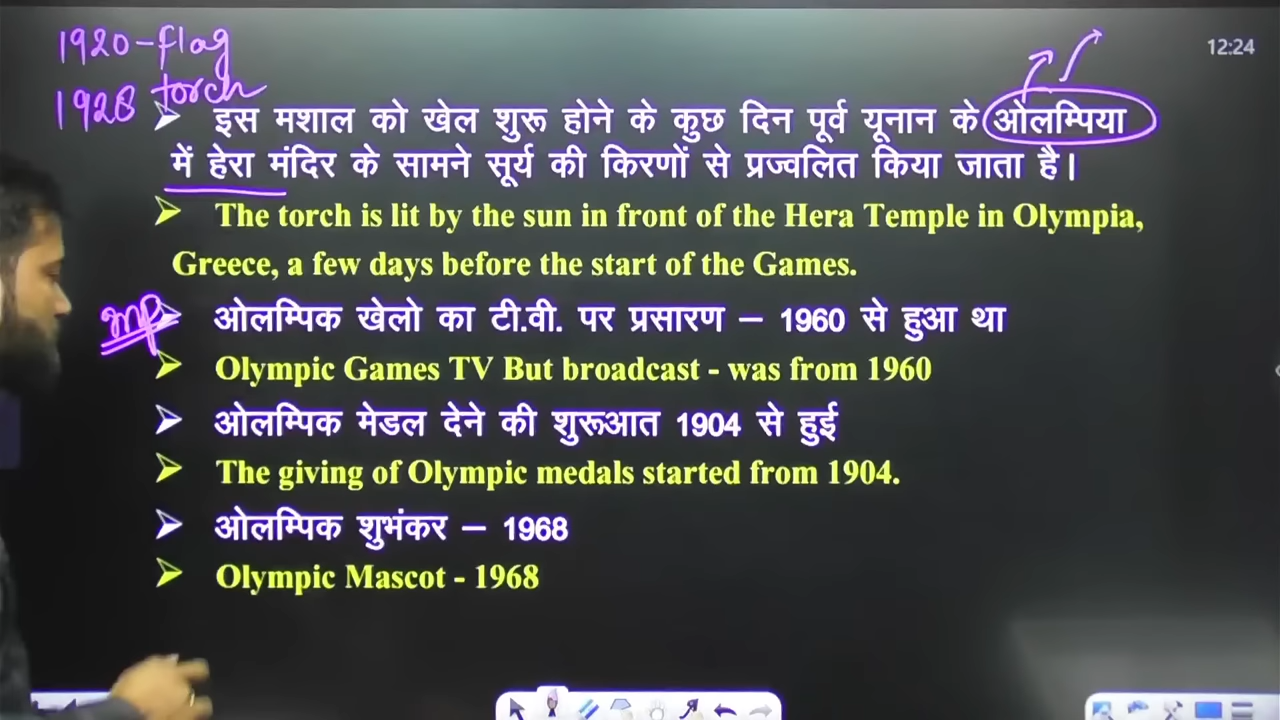 1920-flag
12:24
1928 torch
➤ इस मशाल को खेल शुरू होने के कुछ दिन पूर्व यूनान के ओलम्पिया
में हेरा मंदिर के सामने सूर्य की किरणों से प्रज्वलित किया जाता है।
➤ The torch is lit by the sun in front of the Hera Temple in Olympia,
Greece, a few days before the start of the Games.
➤ ओलम्पिक खेलो का टी.वी. पर प्रसारण – 1960 से हुआ था
➤ Olympic Games TV But broadcast - was from 1960
➤ ओलम्पिक मेडल देने की शुरूआत 1904 से हुई
➤ The giving of Olympic medals started from 1904.
➤ ओलम्पिक शुभंकर – 1968
➤ Olympic Mascot - 1968